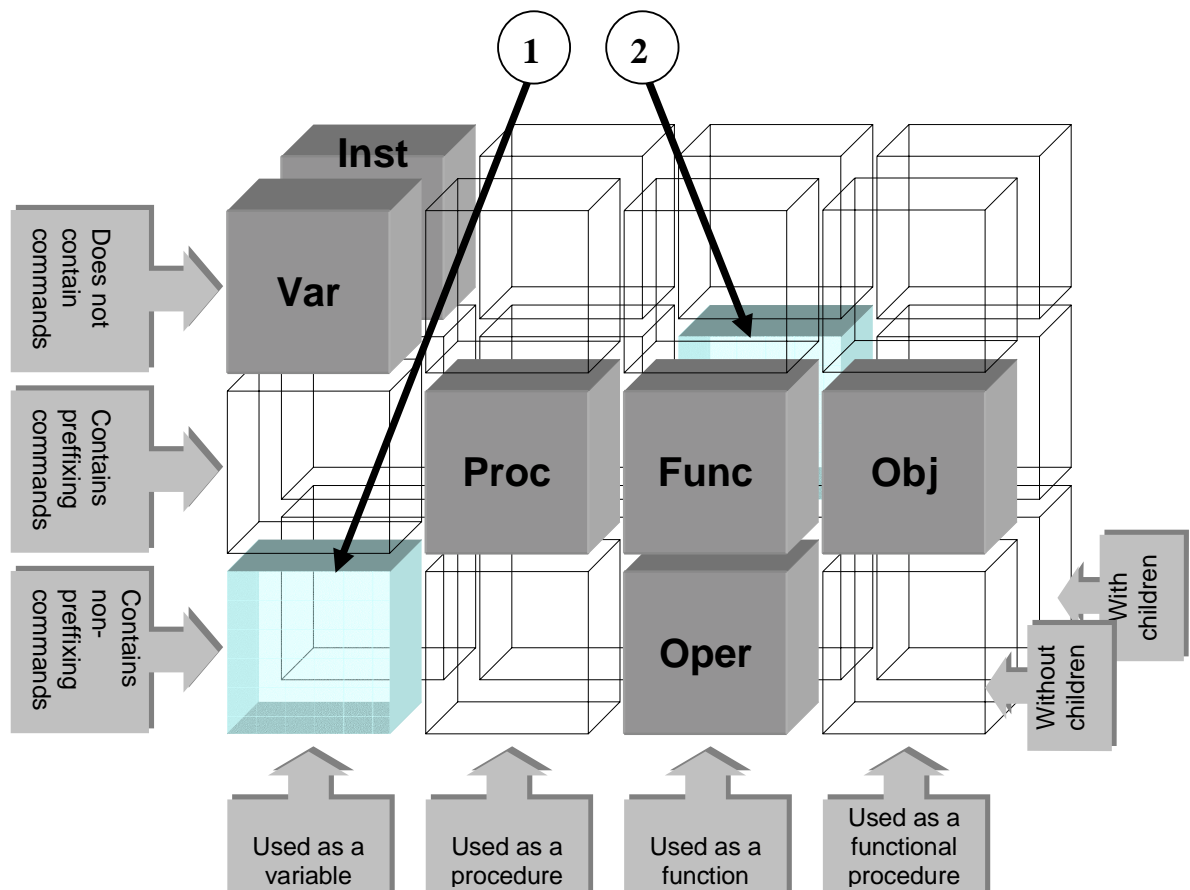 1
2
Inst
Var
Does not
contain
commands
Proc
Func
Obj
Contains
preffixing
commands
Oper
Contains
non-
preffixing
commands
With
children
Without
children
Used as a
variable
Used as a
procedure
Used as a
function
Used as a
functional
procedure